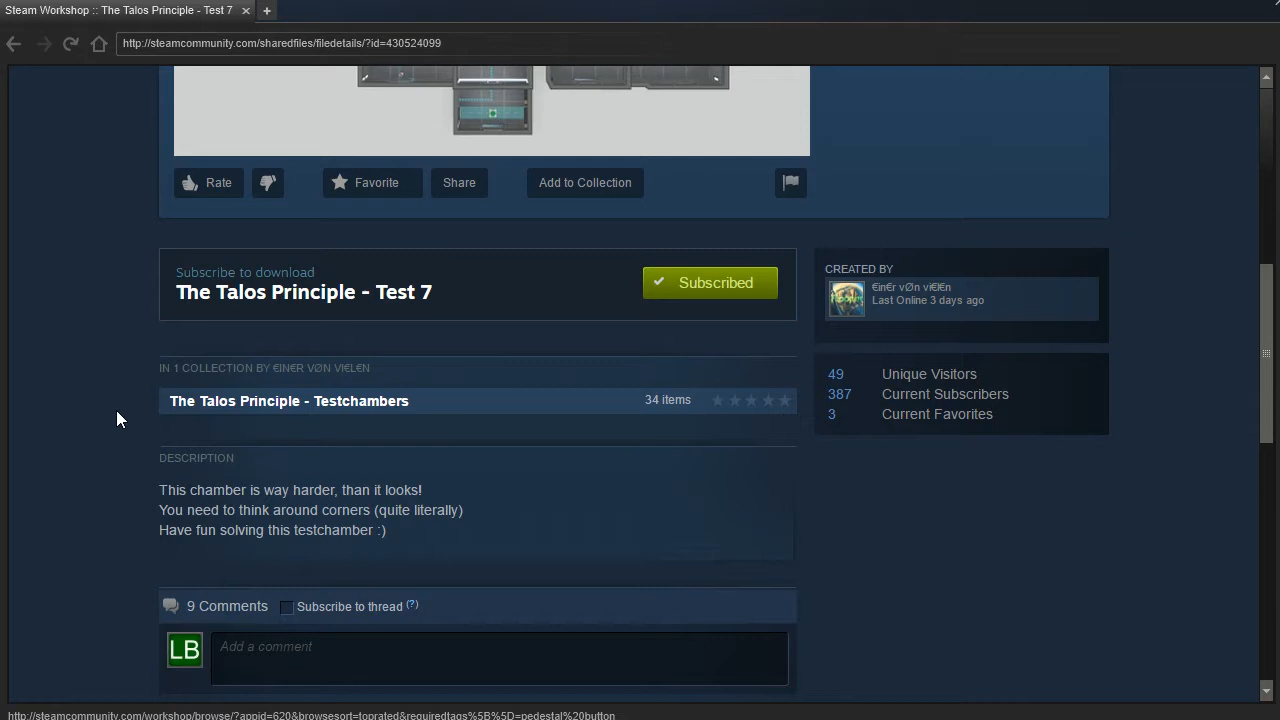 Steam Workshop :: The Talos Principle - Test 7
http://steamcommunity.com/sharedfiles/filedetails/?id=430524099
Rate
Favorite
Share
Add to Collection
Subscribe to download
The Talos Principle - Test 7
Subscribed
CREATED BY
€in€r vØn vi€l€n
Last Online 3 days ago
IN 1 COLLECTION BY €IN€R VØN VI€L€N
The Talos Principle - Testchambers
34 items
49 Unique Visitors
387 Current Subscribers
3 Current Favorites
DESCRIPTION
This chamber is way harder, than it looks!
You need to think around corners (quite literally)
Have fun solving this testchamber :)
9 Comments
Subscribe to thread (?)
LB
Add a comment
http://steamcommunity.com/workshop/browse/?appid=620&browsesort=toprated&requiredtags%5B%5D=pedestal%20button